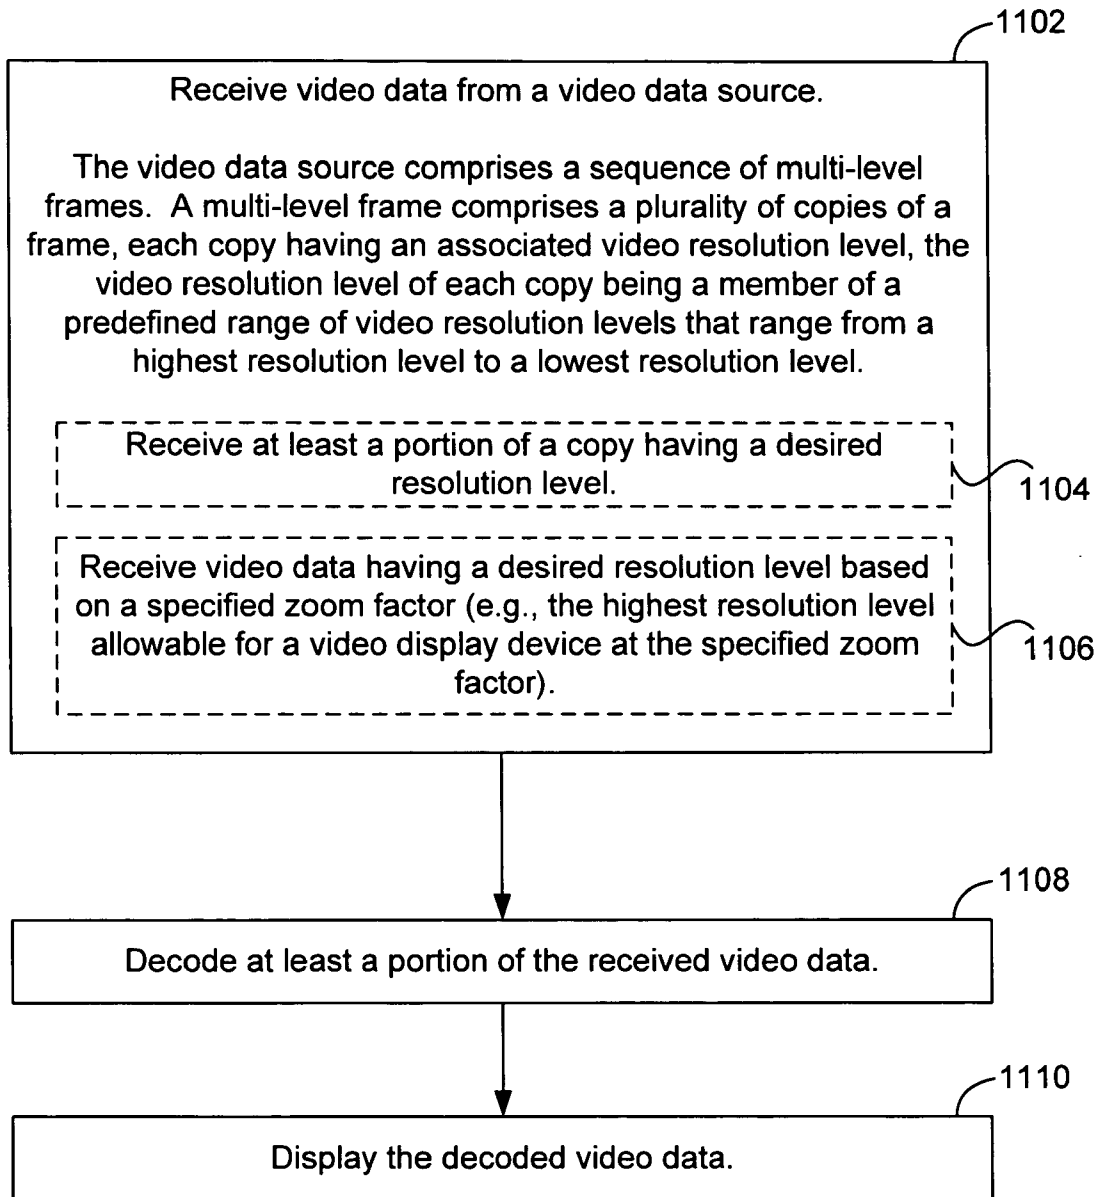 1102
Receive video data from a video data source.
The video data source comprises a sequence of multi-level
frames. A multi-level frame comprises a plurality of copies of a
frame, each copy having an associated video resolution level, the
video resolution level of each copy being a member of a
predefined range of video resolution levels that range from a
highest resolution level to a lowest resolution level.
Receive at least a portion of a copy having a desired
resolution level.
1104
Receive video data having a desired resolution level based
on a specified zoom factor (e.g., the highest resolution level
allowable for a video display device at the specified zoom
factor).
1106
1108
Decode at least a portion of the received video data.
1110
Display the decoded video data.